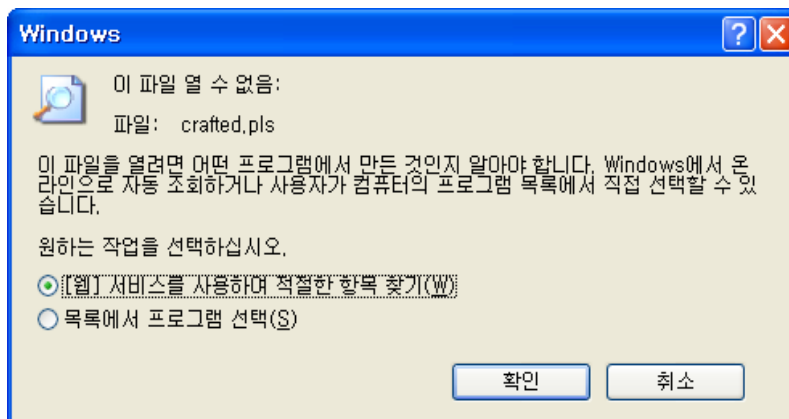 Windows
이 파일 열 수 없음:
파일: crafted.pls
이 파일을 열려면 어떤 프로그램에서 만든 것인지 알아야 합니다. Windows에서 온
라인으로 자동 조회하거나 사용자가 컴퓨터의 프로그램 목록에서 직접 선택할 수 있
습니다.
원하는 작업을 선택하십시오.
[웹] 서비스를 사용하여 적절한 항목 찾기(W)
목록에서 프로그램 선택(S)
확인 취소